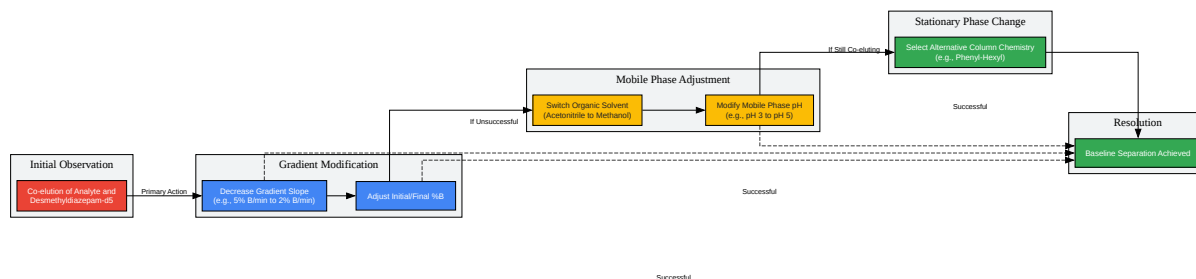 Initial Observation
Co-elution of Analyte and
Desmethyldiazepam-d5
Primary Action
Gradient Modification
Decrease Gradient Slope
(e.g., 5% B/min to 2% B/min)
Adjust Initial/Final %B
If Unsuccessful
Mobile Phase Adjustment
Switch Organic Solvent
(Acetonitrile to Methanol)
Modify Mobile Phase pH
(e.g., pH 3 to pH 5)
If Still Co-eluting
Stationary Phase Change
Select Alternative Column Chemistry
(e.g., Phenyl-Hexyl)
Successful
Resolution
Baseline Separation Achieved
Successful
Successful